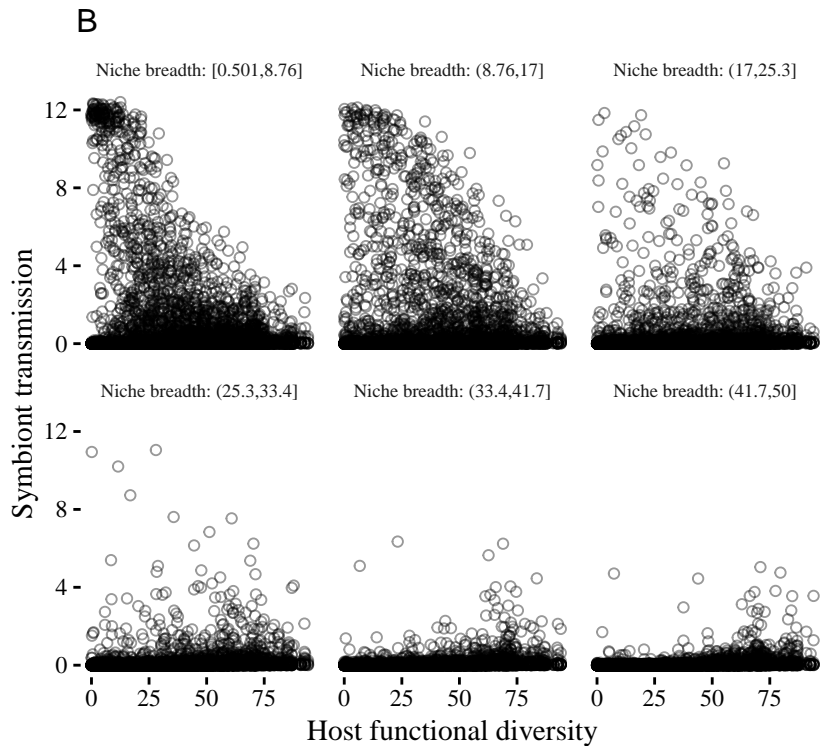 B
Niche breadth: [0.501,8.76]
Niche breadth: (8.76,17]
Niche breadth: (17,25.3]
12
8
4
0
Niche breadth: (25.3,33.4]
Niche breadth: (33.4,41.7]
Niche breadth: (41.7,50]
12
8
4
0
0 25 50 75
0 25 50 75
0 25 50 75
Symbiont transmission
Host functional diversity